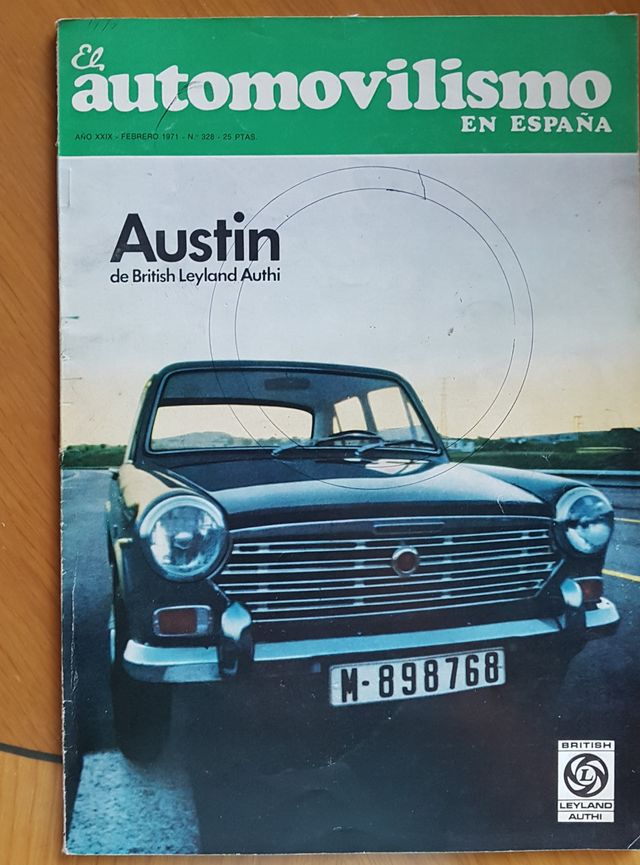 El
automovilismo
EN ESPAÑA
AÑO XXIX - FEBRERO 1971 - N.º 328 - 25 PTAS.
Austin
de British Leyland Authi
M-898768
BRITISH
L
LEYLAND
AUTHI